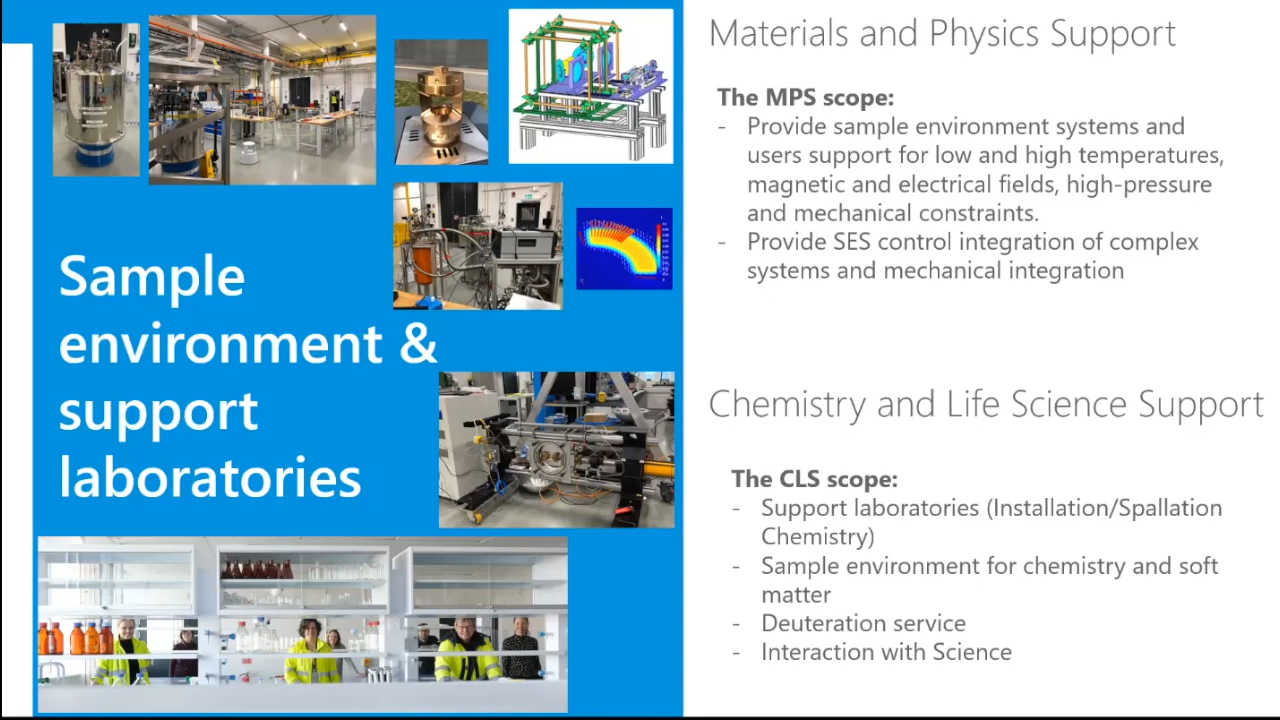 Sample
environment &
support
laboratories
Materials and Physics Support
The MPS scope:
- Provide sample environment systems and
users support for low and high temperatures,
magnetic and electrical fields, high-pressure
and mechanical constraints.
- Provide SES control integration of complex
systems and mechanical integration
Chemistry and Life Science Support
The CLS scope:
- Support laboratories (Installation/Spallation
Chemistry)
- Sample environment for chemistry and soft
matter
- Deuteration service
- Interaction with Science